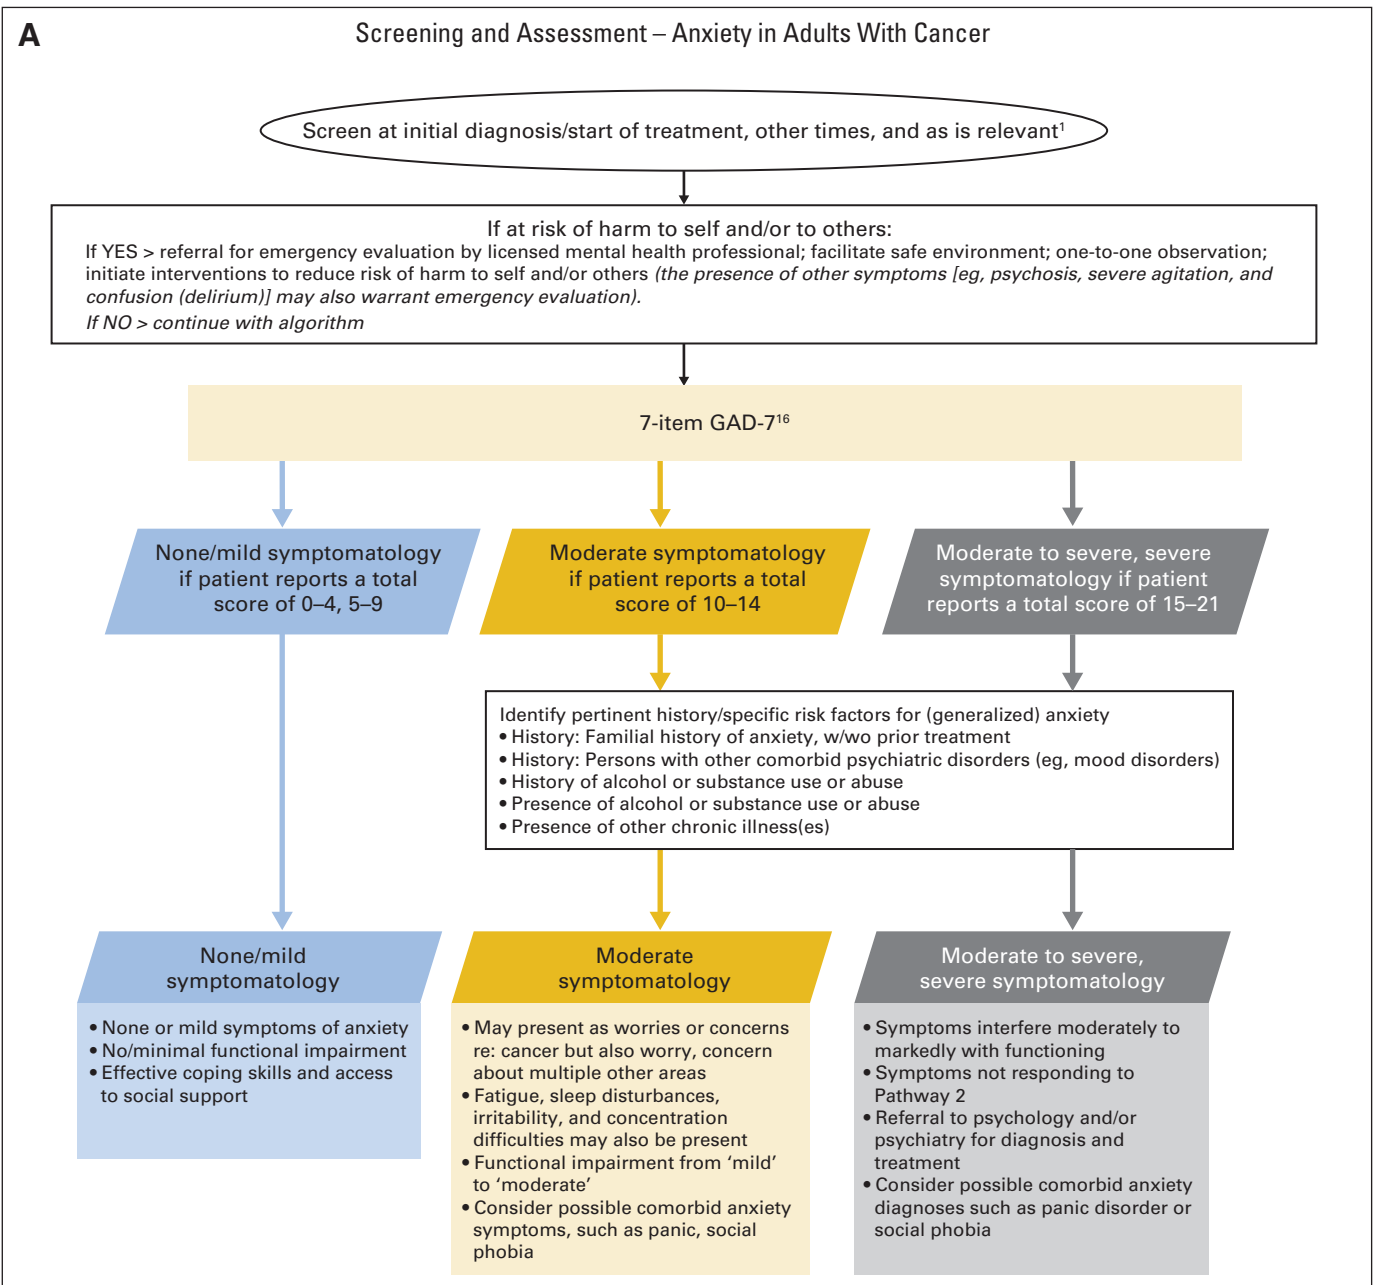 A
Screening and Assessment – Anxiety in Adults With Cancer
Screen at initial diagnosis/start of treatment, other times, and as is relevant¹
If at risk of harm to self and/or to others:
If YES > referral for emergency evaluation by licensed mental health professional; facilitate safe environment; one-to-one observation;
initiate interventions to reduce risk of harm to self and/or others (the presence of other symptoms [eg, psychosis, severe agitation, and
confusion (delirium)] may also warrant emergency evaluation).
If NO > continue with algorithm
7-item GAD-7¹⁶
None/mild symptomatology
if patient reports a total
score of 0–4, 5–9
Moderate symptomatology
if patient reports a total
score of 10–14
Moderate to severe, severe
symptomatology if patient
reports a total score of 15–21
Identify pertinent history/specific risk factors for (generalized) anxiety
• History: Familial history of anxiety, w/wo prior treatment
• History: Persons with other comorbid psychiatric disorders (eg, mood disorders)
• History of alcohol or substance use or abuse
• Presence of alcohol or substance use or abuse
• Presence of other chronic illness(es)
None/mild
symptomatology
• None or mild symptoms of anxiety
• No/minimal functional impairment
• Effective coping skills and access
to social support
Moderate
symptomatology
• May present as worries or concerns
re: cancer but also worry, concern
about multiple other areas
• Fatigue, sleep disturbances,
irritability, and concentration
difficulties may also be present
• Functional impairment from ‘mild’
to ‘moderate’
• Consider possible comorbid anxiety
symptoms, such as panic, social
phobia
Moderate to severe,
severe symptomatology
• Symptoms interfere moderately to
markedly with functioning
• Symptoms not responding to
Pathway 2
• Referral to psychology and/or
psychiatry for diagnosis and
treatment
• Consider possible comorbid anxiety
diagnoses such as panic disorder or
social phobia